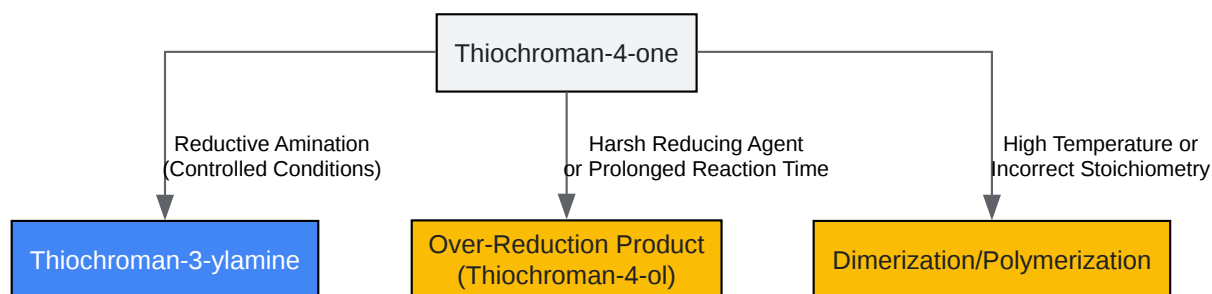 Thiochroman-4-one
Reductive Amination
(Controlled Conditions)
Harsh Reducing Agent
or Prolonged Reaction Time
High Temperature or
Incorrect Stoichiometry
Thiochroman-3-ylamine
Over-Reduction Product
(Thiochroman-4-ol)
Dimerization/Polymerization